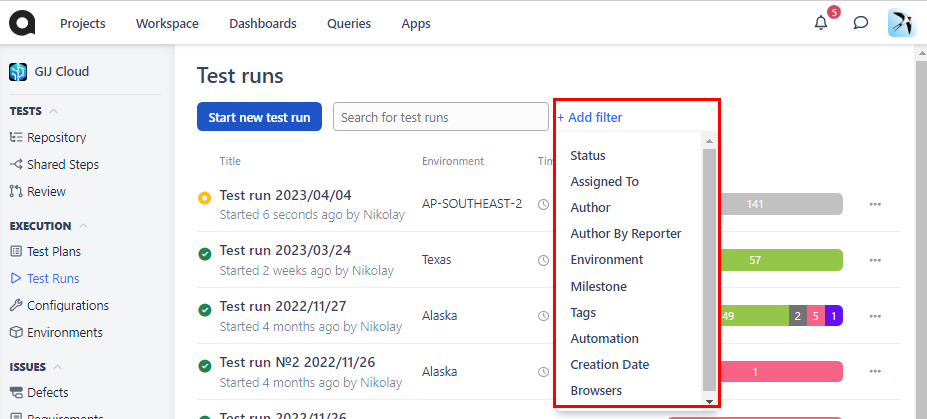 Projects Workspace Dashboards Queries Apps 5
GIJ Cloud
TESTS
Repository
Shared Steps
Review
EXECUTION
Test Plans
Test Runs
Configurations
Environments
ISSUES
Defects
Requirements
Test runs
Start new test run Search for test runs + Add filter
Title Environment Tim
Test run 2023/04/04
Started 6 seconds ago by Nikolay
AP-SOUTHEAST-2
141
Test run 2023/03/24
Started 2 weeks ago by Nikolay
Texas
57
Test run 2022/11/27
Started 4 months ago by Nikolay
Alaska
49 2 5 1
Test run №2 2022/11/26
Started 4 months ago by Nikolay
Alaska
1
Test run 2022/11/26
Status
Assigned To
Author
Author By Reporter
Environment
Milestone
Tags
Automation
Creation Date
Browsers